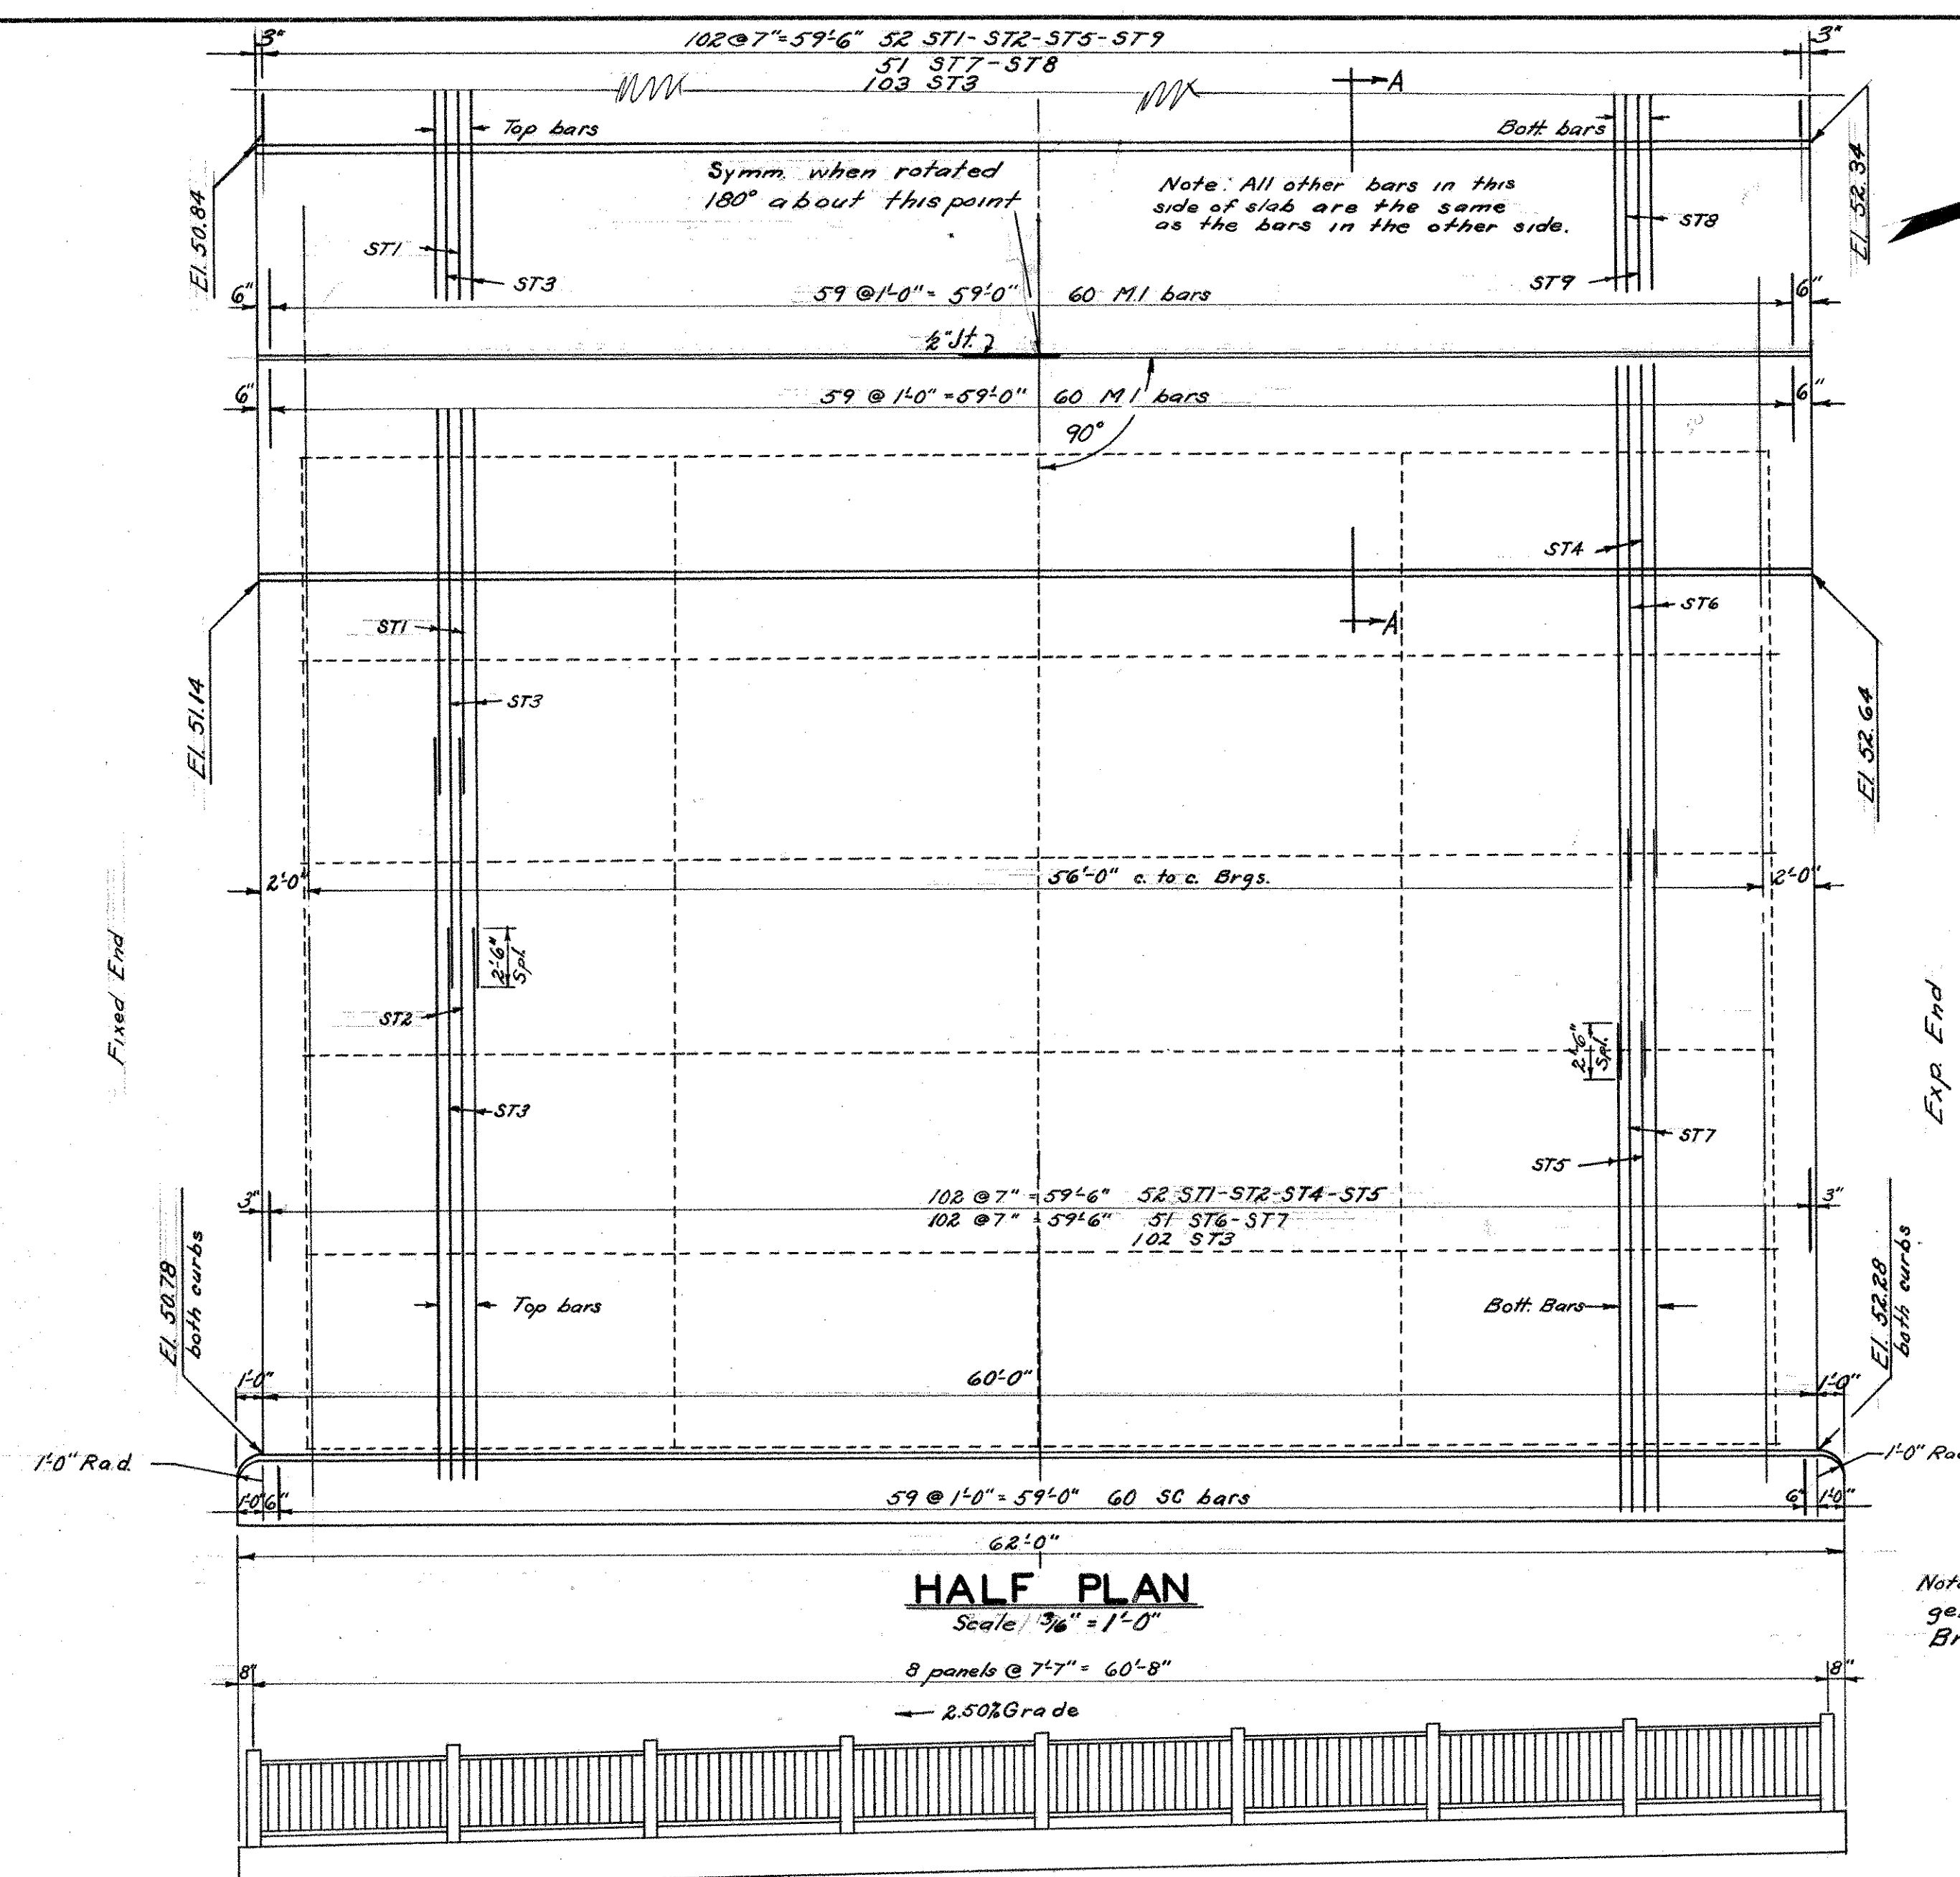 3" 102@7"=59'-6" 52 ST1-ST2-ST5-ST9 3"
51 ST7-ST8
103 ST3
A
Top bars
Bott. bars
Symm. when rotated
180° about this point
Note: All other bars in this
side of slab are the same
as the bars in the other side.
El. 50.84
El. 52.34
ST1
ST3
ST8
ST9
6" 59 @1'-0" = 59'-0" 60 M.1 bars 6"
½" Jt.
6" 59 @ 1'-0" = 59'-0" 60 M.1 bars 6"
90°
ST4
ST6
A
ST1
ST3
El. 51.14
El. 52.64
2'-0" 56'-0" c. to c. Brgs. 2'-0"
Fixed End
Exp. End
2'-6"
Spl.
ST2
2'-6"
Spl.
ST3
ST7
ST5
3" 102 @ 7" = 59'-6" 52 ST1-ST2-ST4-ST5 3"
102 @ 7" = 59'-6" 51 ST6-ST7
102 ST3
El. 50.78
both curbs
El. 52.28
both curbs
Top bars
Bott. Bars
1'-0" 60'-0" 1'-0"
1'-0" Rad.
1'-0" Rad
1'-0" 6" 59 @ 1'-0" = 59'-0" 60 SC bars 6" 1'-0"
62'-0"
HALF PLAN
Scale 3/16" = 1'-0"
Note
ge
Br
8" 8 panels @ 7'-7" = 60'-8" 8"
2.50% Grade